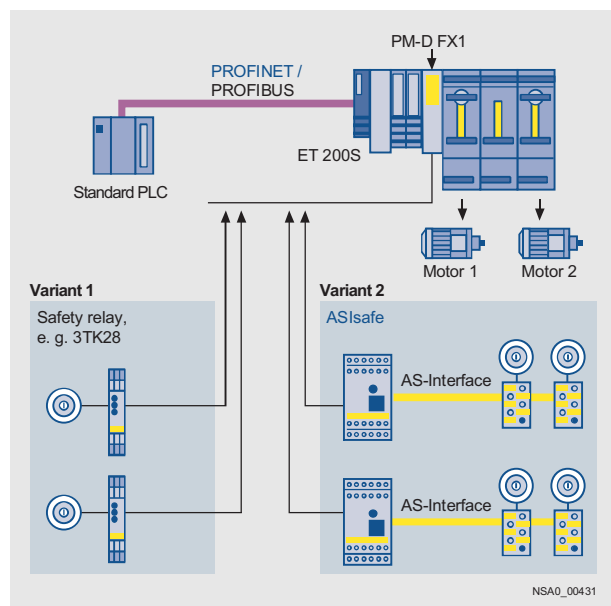 PM-D FX1
PROFINET /
PROFIBUS
ET 200S
Standard PLC
Motor 1
Motor 2
Variant 1
Safety relay,
e. g. 3TK28
Variant 2
ASIsafe
AS-Interface
AS-Interface
NSA0_00431